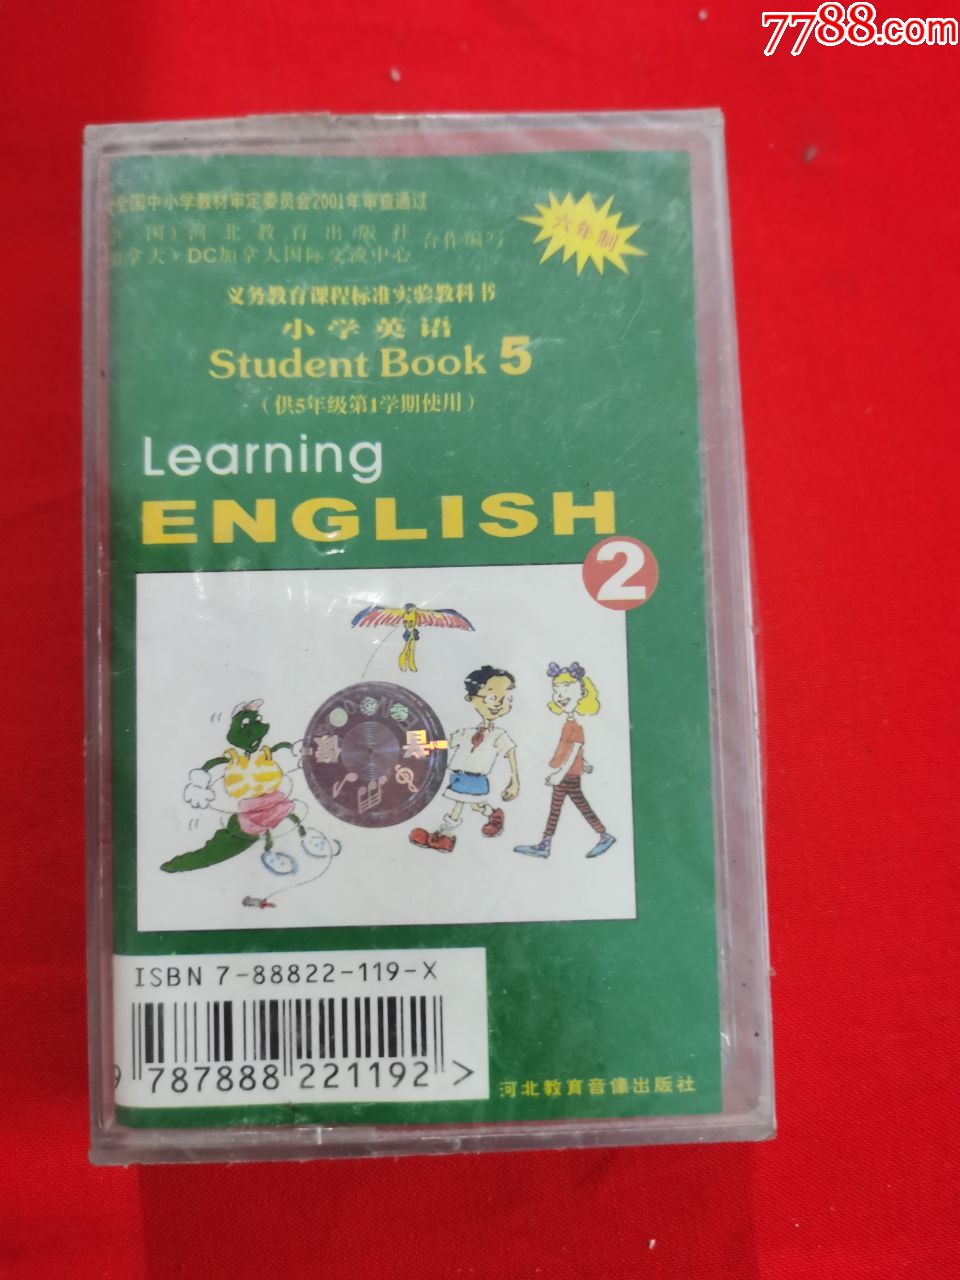 7788.com
全国中小学教材审定委员会2001年审查通过
国)河北教育出版社
合作编写
加拿大)DC加拿大国际交流中心
六年制
义务教育课程标准实验教科书
小学英语
Student Book 5
(供5年级第1学期使用)
Learning
ENGLISH
2
ISBN 7-88822-119-X
9 787888 221192 >
河北教育音像出版社